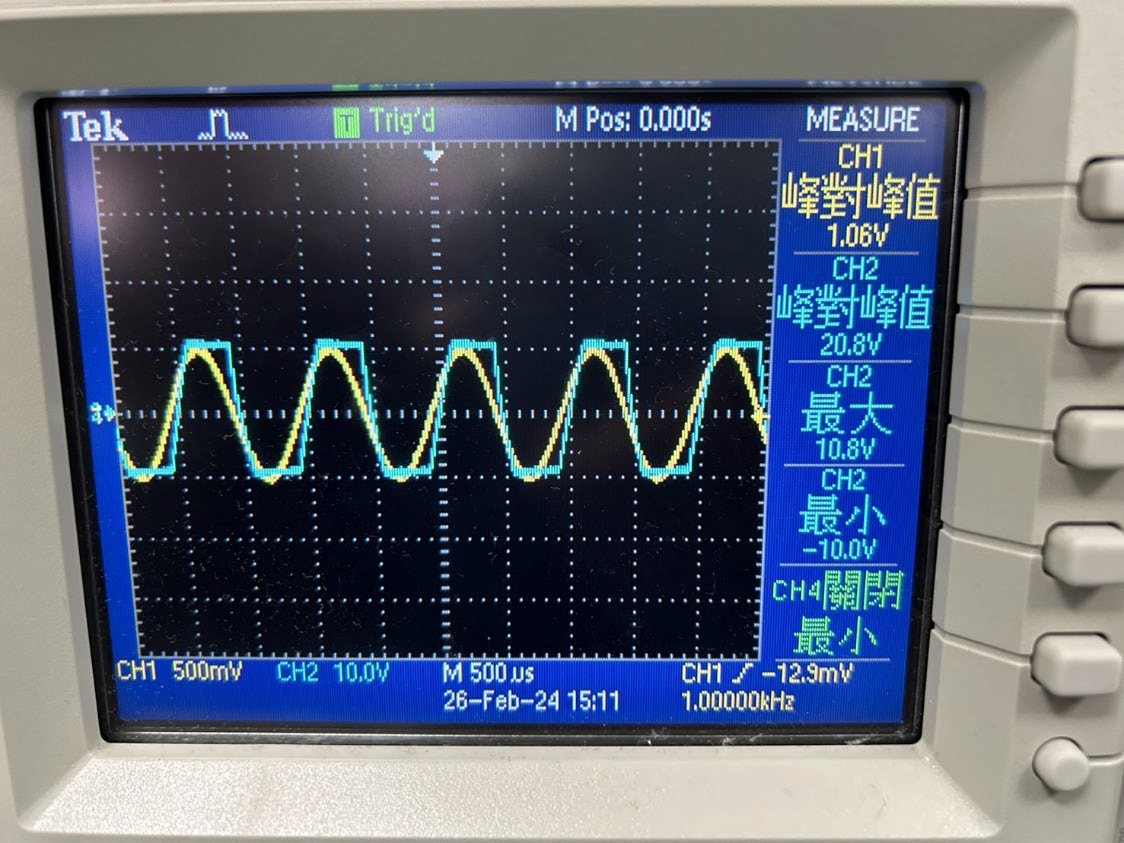 Tek
T Trig'd
M Pos: 0.000s
MEASURE
CH1
峰對峰值
1.06V
CH2
峰對峰值
20.8V
CH2
最大
10.8V
CH2
最小
-10.0V
CH4關閉
最小
CH1 500mV CH2 10.0V M 500µs CH1 -12.9mV
26-Feb-24 15:11 1.00000kHz